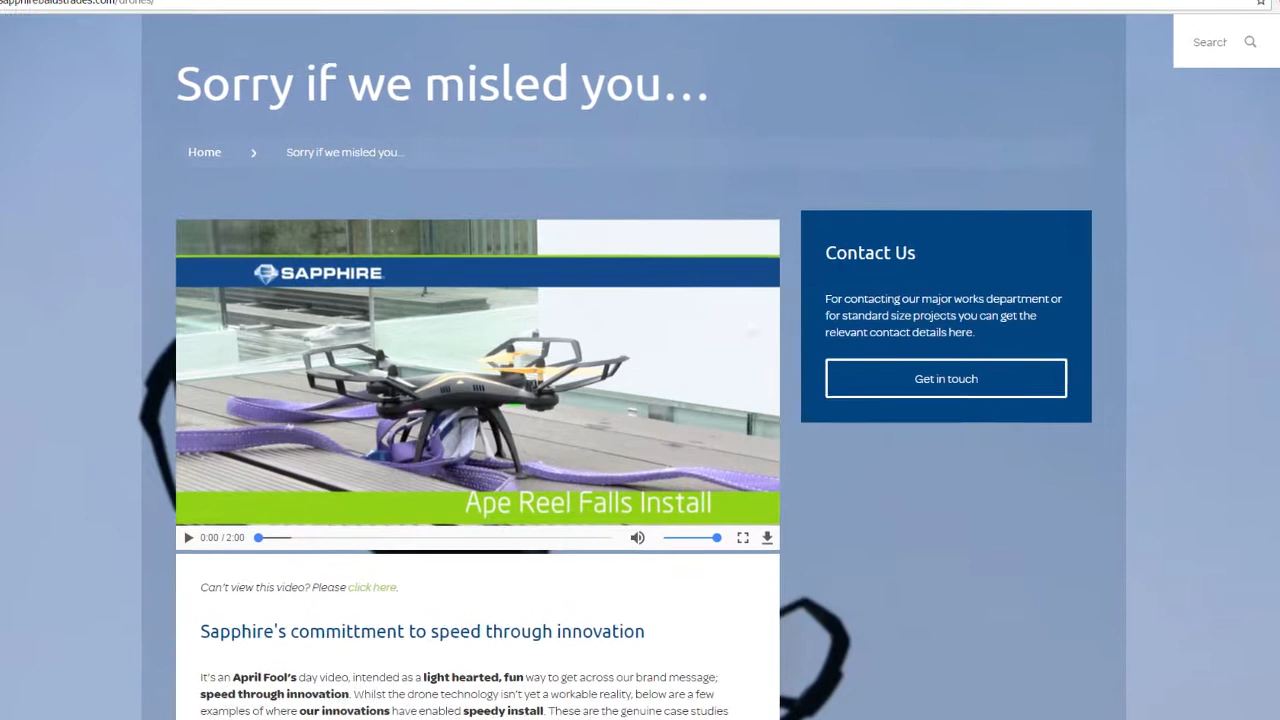 Search
Sorry if we misled you...
Home
Sorry if we misled you...
SAPPHIRE
Ape Reel Falls Install
0:00 / 2:00
Can't view this video? Please click here.
Sapphire's committment to speed through innovation
It's an April Fool's day video, intended as a light hearted, fun way to get across our brand message;
speed through innovation. Whilst the drone technology isn't yet a workable reality, below are a few
examples of where our innovations have enabled speedy install. These are the genuine case studies
Contact Us
For contacting our major works department or
for standard size projects you can get the
relevant contact details here.
Get in touch